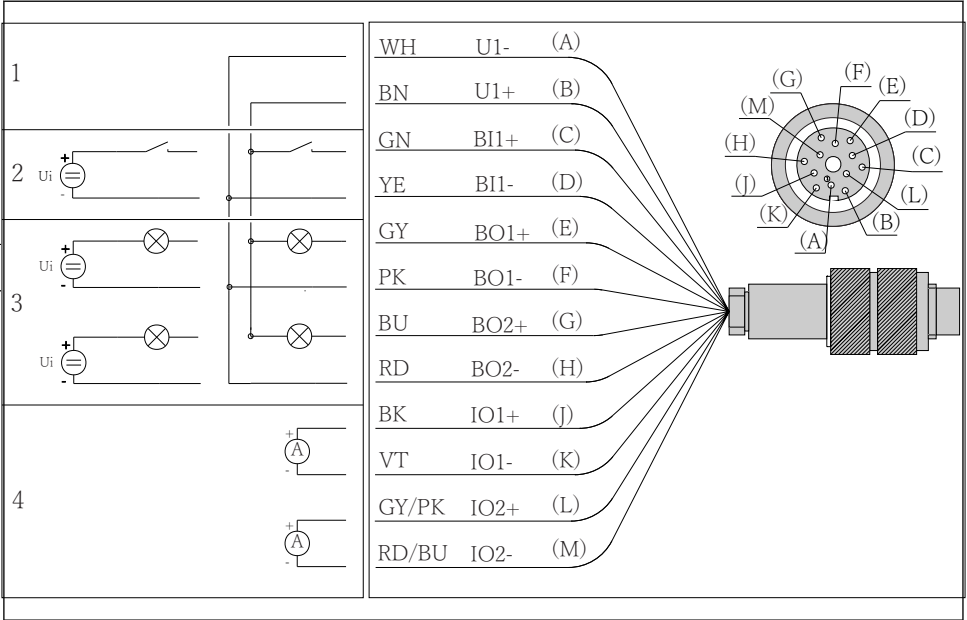 1
2
+
Ui
-
3
+
Ui
-
+
Ui
-
4
+
A
-
+
A
-
WH U1- (A)
BN U1+ (B)
GN BI1+ (C)
YE BI1- (D)
GY BO1+ (E)
PK BO1- (F)
BU BO2+ (G)
RD BO2- (H)
BK IO1+ (J)
VT IO1- (K)
GY/PK IO2+ (L)
RD/BU IO2- (M)
(F)
(G) (E)
(M) (D)
(H) (C)
(J) (L)
(K) (B)
(A)